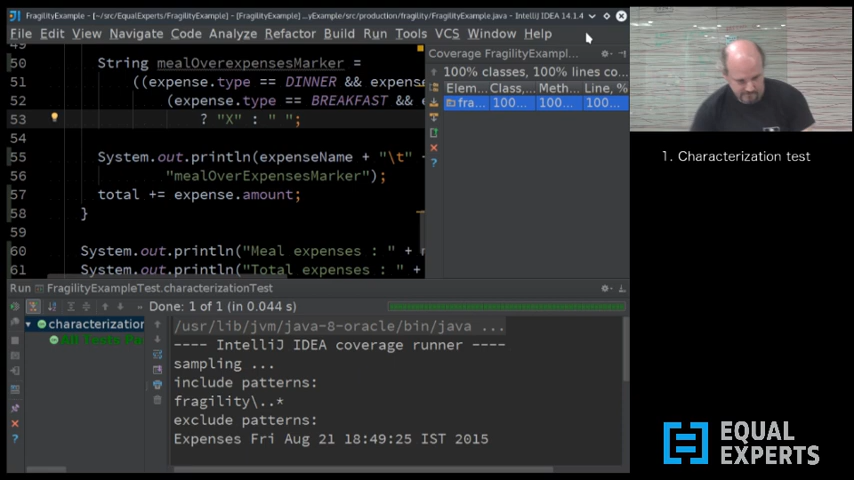 FragilityExample - [~/src/EqualExperts/FragilityExample] - [FragilityExample] - ...yExample/src/production/fragility/FragilityExample.java - IntelliJ IDEA 14.1.4
File Edit View Navigate Code Analyze Refactor Build Run Tools VCS Window Help
49
50 String mealOverexpensesMarker =
51 ((expense.type == DINNER && expens
52 (expense.type == BREAKFAST && e
53 ? "X" : " ";
54
55 System.out.println(expenseName + "\t" +
56 "mealOverExpensesMarker");
57 total += expense.amount;
58 }
59
60 System.out.println("Meal expenses : " + m
61 System.out.println("Total expenses : " +
Coverage FragilityExampl...
100% classes, 100% lines co...
Elem... Class,... Meth... Line, %
fra... 100... 100... 100...
1. Characterization test
Run FragilityExampleTest.characterizationTest
Done: 1 of 1 (in 0.044 s)
characterization
All Tests Pa
/usr/lib/jvm/java-8-oracle/bin/java ...
---- IntelliJ IDEA coverage runner ----
sampling ...
include patterns:
fragility\..*
exclude patterns:
Expenses Fri Aug 21 18:49:25 IST 2015
EQUAL
EXPERTS